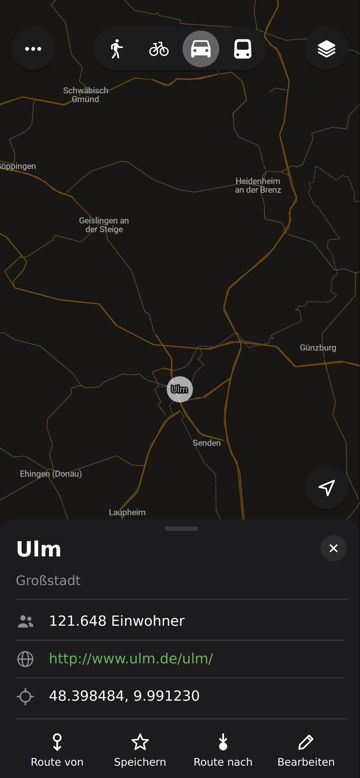 Schwäbisch
Gmünd
öppingen
Heidenheim
an der Brenz
Geislingen an
der Steige
Günzburg
Ulm
Senden
Ehingen (Donau)
Laupheim
Ulm
Großstadt
121.648 Einwohner
http://www.ulm.de/ulm/
48.398484, 9.991230
Route von
Speichern
Route nach
Bearbeiten